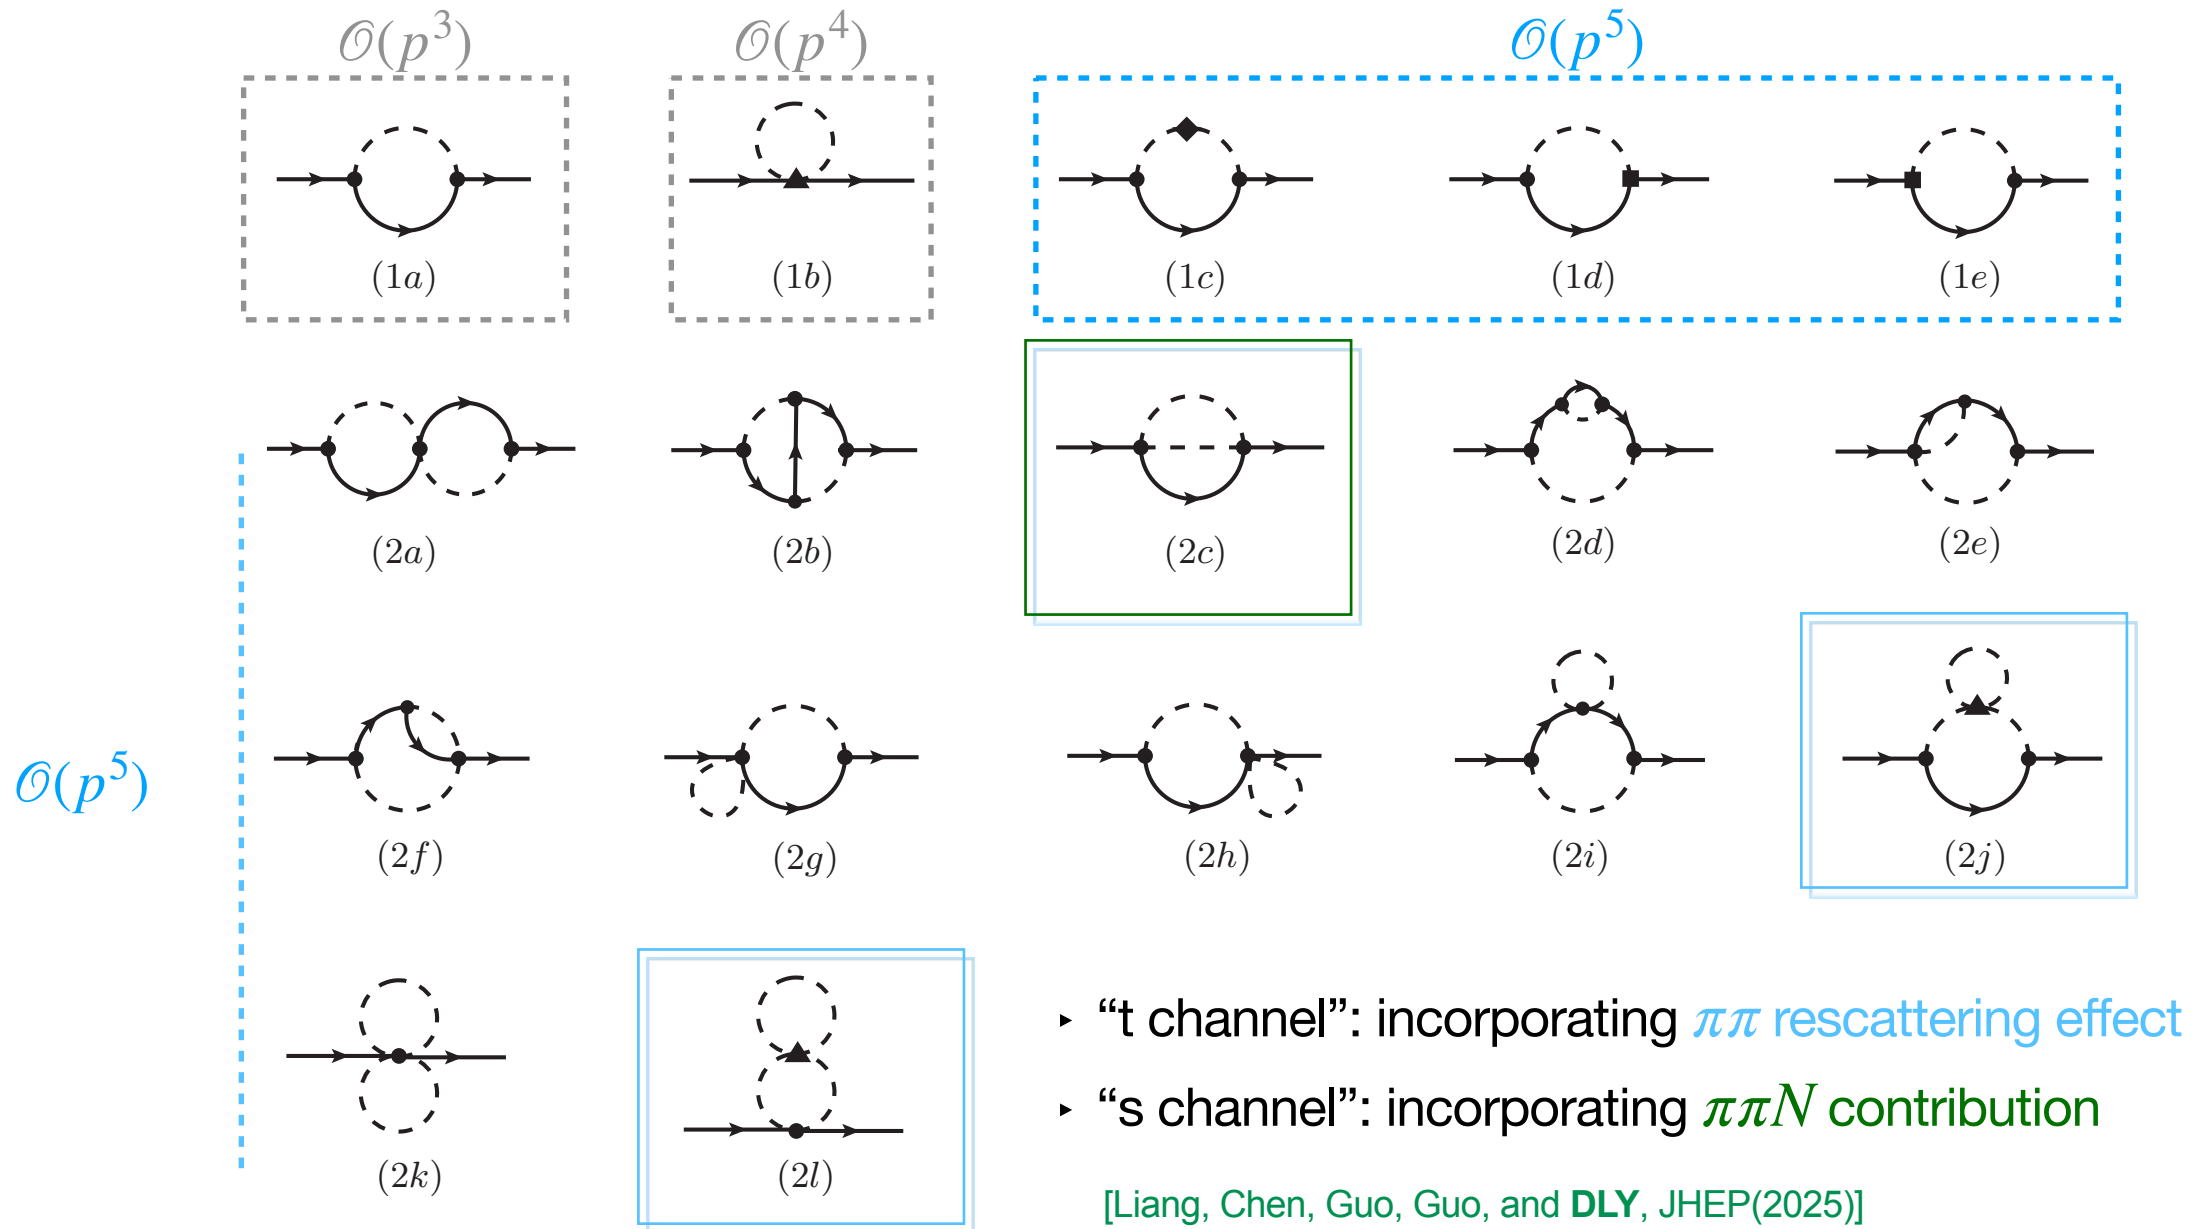 𝒪(p³) 𝒪(p⁴) 𝒪(p⁵)
(1a) (1b) (1c) (1d) (1e)
(2a) (2b) (2c) (2d) (2e)
𝒪(p⁵)
(2f) (2g) (2h) (2i) (2j)
‣ “t channel”: incorporating ππ rescattering effect
‣ “s channel”: incorporating ππN contribution
(2k) (2l)
[Liang, Chen, Guo, Guo, and DLY, JHEP(2025)]